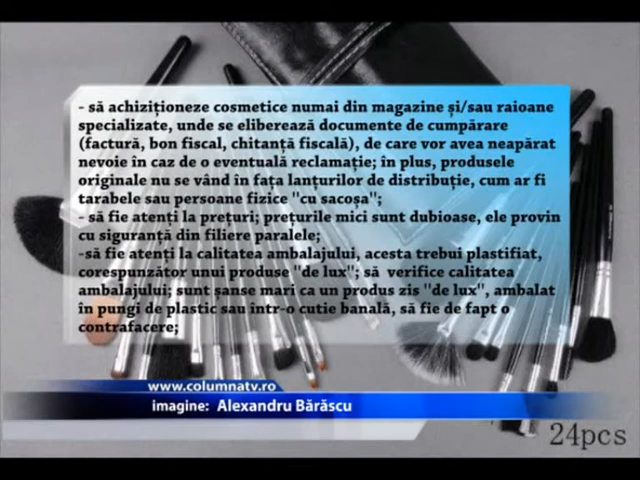 - să achiziționeze cosmetice numai din magazine și/sau raioane
specializate, unde se eliberează documente de cumpărare
(factură, bon fiscal, chitanță fiscală), de care vor avea neapărat
nevoie în caz de o eventuală reclamație; în plus, produsele
originale nu se vând în fața lanțurilor de distribuție, cum ar fi
tarabele sau persoane fizice "cu sacoșa";
- să fie atenți la prețuri; prețurile mici sunt dubioase, ele provin
cu siguranță din filiere paralele;
-să fie atenți la calitatea ambalajului, acesta trebui plastifiat,
corespunzător unui produse "de lux"; să verifice calitatea
ambalajului; sunt șanse mari ca un produs zis "de lux", ambalat
în pungi de plastic sau într-o cutie banală, să fie de fapt o
contrafacere;
www.columnatv.ro
imagine: Alexandru Bărăscu
24pcs